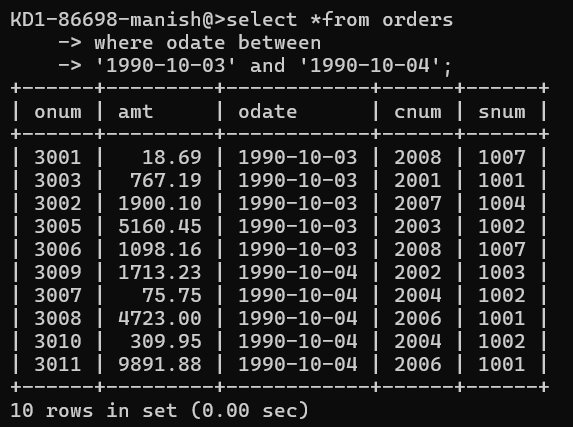 KD1-86698-manish@>select *from orders
    -> where odate between
    -> '1990-10-03' and '1990-10-04';
+------+---------+------------+------+------+
| onum | amt     | odate      | cnum | snum |
+------+---------+------------+------+------+
| 3001 |   18.69 | 1990-10-03 | 2008 | 1007 |
| 3003 |  767.19 | 1990-10-03 | 2001 | 1001 |
| 3002 | 1900.10 | 1990-10-03 | 2007 | 1004 |
| 3005 | 5160.45 | 1990-10-03 | 2003 | 1002 |
| 3006 | 1098.16 | 1990-10-03 | 2008 | 1007 |
| 3009 | 1713.23 | 1990-10-04 | 2002 | 1003 |
| 3007 |   75.75 | 1990-10-04 | 2004 | 1002 |
| 3008 | 4723.00 | 1990-10-04 | 2006 | 1001 |
| 3010 |  309.95 | 1990-10-04 | 2004 | 1002 |
| 3011 | 9891.88 | 1990-10-04 | 2006 | 1001 |
+------+---------+------------+------+------+
10 rows in set (0.00 sec)